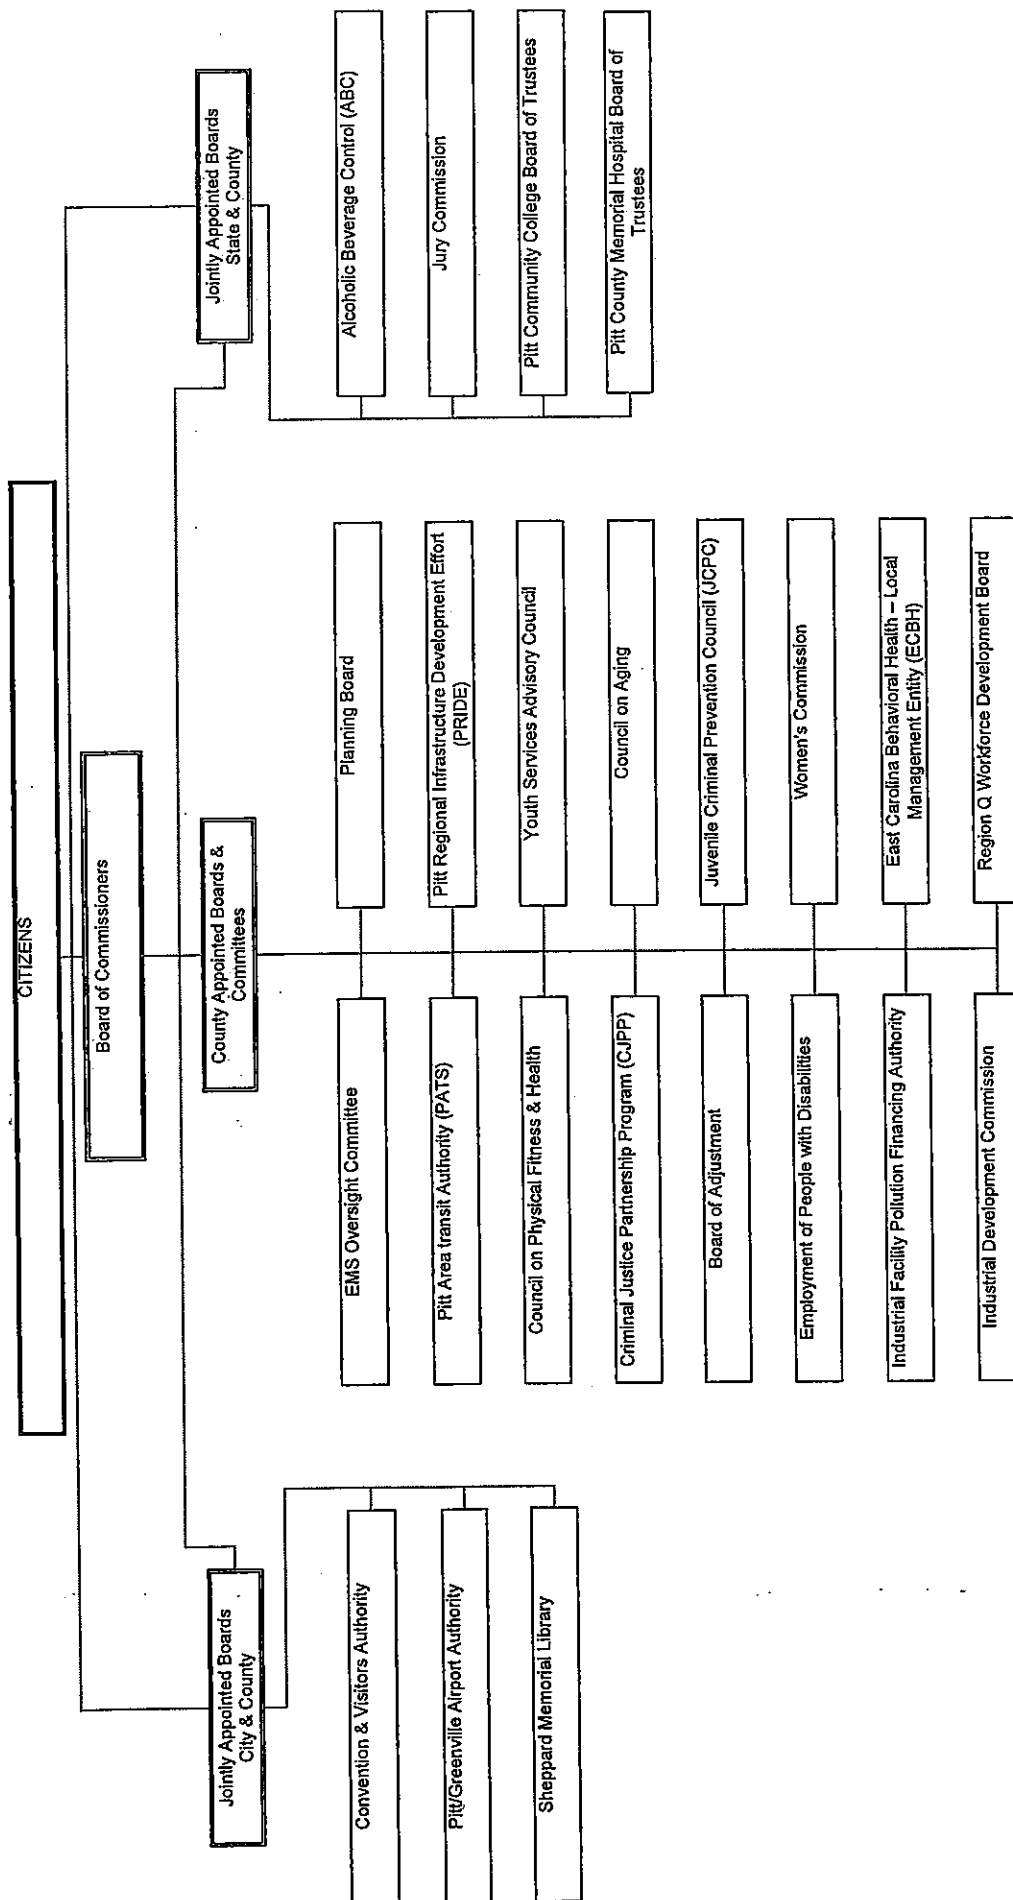 CITIZENS
Board of Commissioners
Jointly Appointed Boards
City & County
County Appointed Boards &
Committees
Jointly Appointed Boards
State & County
Convention & Visitors Authority
Pitt/Greenville Airport Authority
Sheppard Memorial Library
EMS Oversight Committee
Pitt Area transit Authority (PATS)
Council on Physical Fitness & Health
Criminal Justice Partnership Program (CJPP)
Board of Adjustment
Employment of People with Disabilities
Industrial Facility Pollution Financing Authority
Industrial Development Commission
Planning Board
Pitt Regional Infrastructure Development Effort
(PRIDE)
Youth Services Advisory Council
Council on Aging
Juvenile Criminal Prevention Council (JCPC)
Women's Commission
East Carolina Behavioral Health – Local
Management Entity (ECBH)
Region Q Workforce Development Board
Alcoholic Beverage Control (ABC)
Jury Commission
Pitt Community College Board of Trustees
Pitt County Memorial Hospital Board of
Trustees